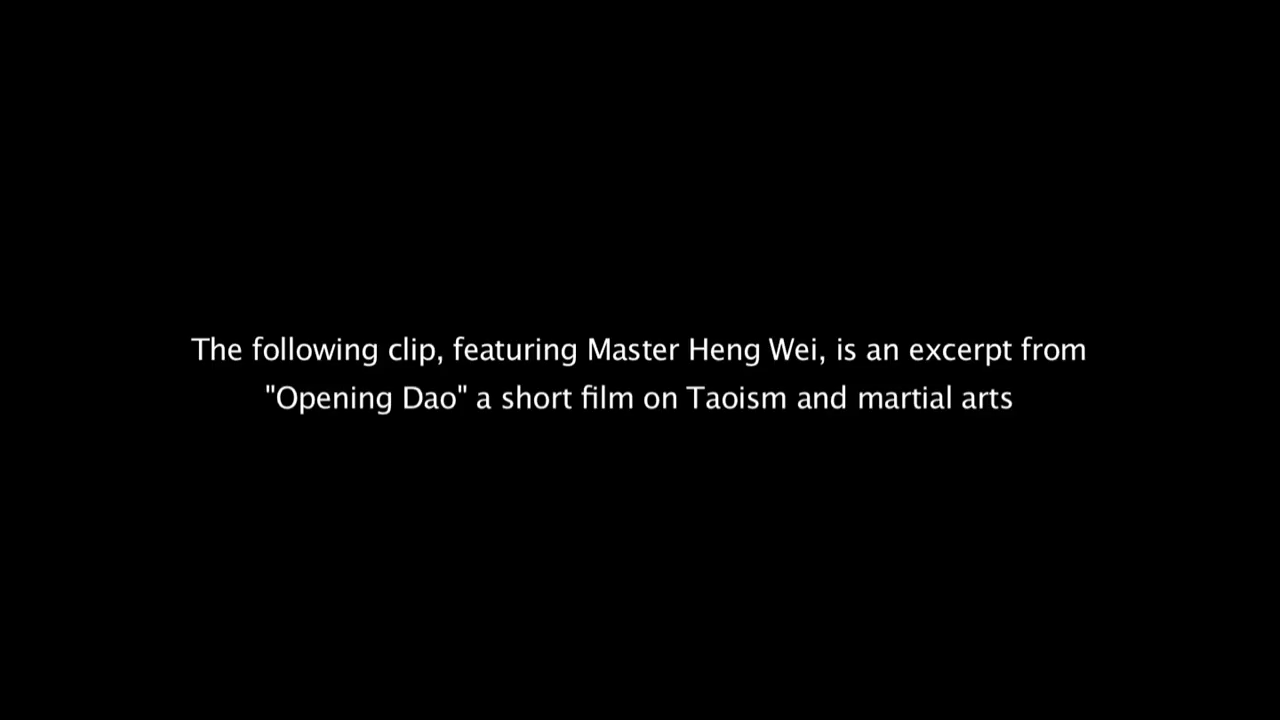 The following clip, featuring Master Heng Wei, is an excerpt from
"Opening Dao" a short film on Taoism and martial arts